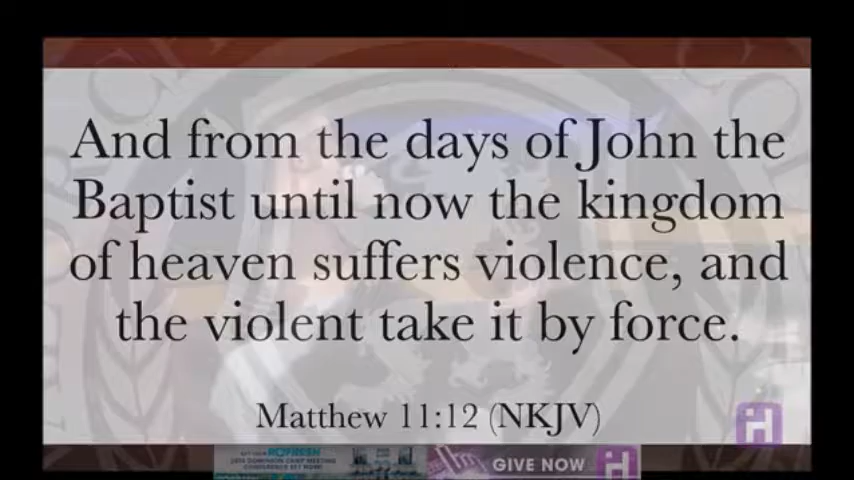 And from the days of John the
Baptist until now the kingdom
of heaven suffers violence, and
the violent take it by force.
Matthew 11:12 (NKJV)
GIVE NOW